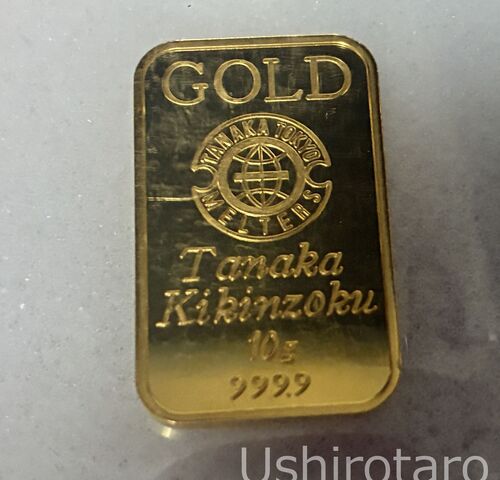 GOLD
TANAKA TOKYO
MELTERS
Tanaka
Kikinzoku
10g
999.9
Ushirotaro